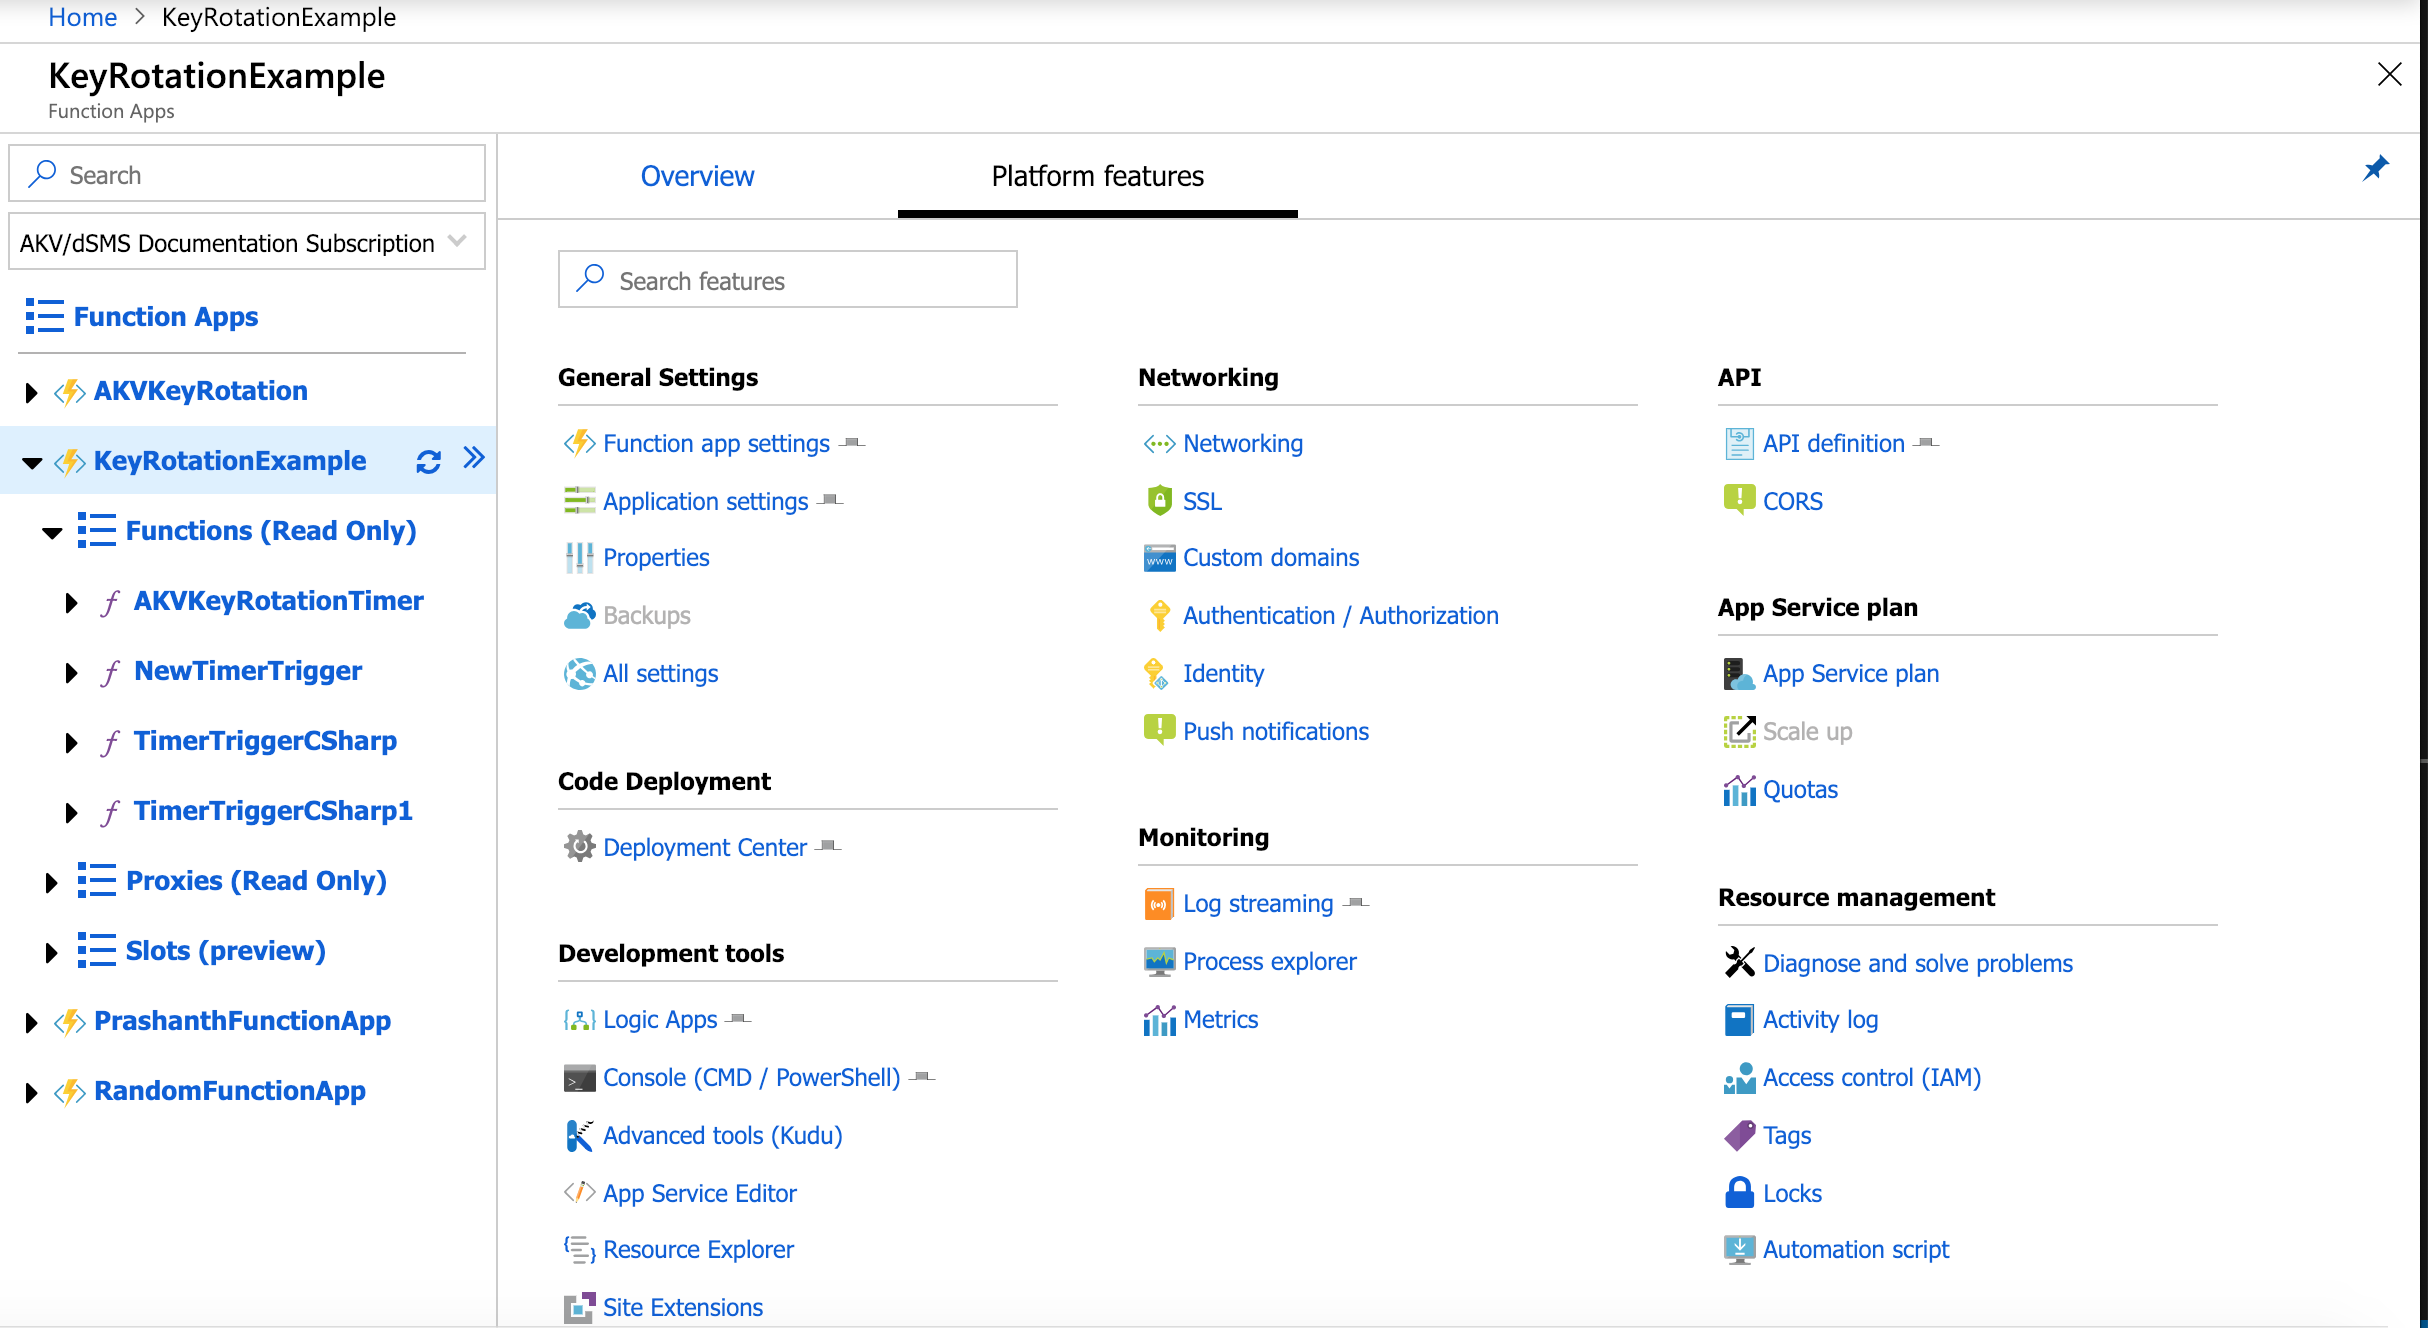 Home > KeyRotationExample
KeyRotationExample
Function Apps
Search
AKV/dSMS Documentation Subscription
Function Apps
AKVKeyRotation
KeyRotationExample
Functions (Read Only)
AKVKeyRotationTimer
NewTimerTrigger
TimerTriggerCSharp
TimerTriggerCSharp1
Proxies (Read Only)
Slots (preview)
PrashanthFunctionApp
RandomFunctionApp
Overview
Platform features
Search features
General Settings
Function app settings
Application settings
Properties
Backups
All settings
Code Deployment
Deployment Center
Development tools
Logic Apps
Console (CMD / PowerShell)
Advanced tools (Kudu)
App Service Editor
Resource Explorer
Site Extensions
Networking
Networking
SSL
Custom domains
Authentication / Authorization
Identity
Push notifications
Monitoring
Log streaming
Process explorer
Metrics
API
API definition
CORS
App Service plan
App Service plan
Scale up
Quotas
Resource management
Diagnose and solve problems
Activity log
Access control (IAM)
Tags
Locks
Automation script